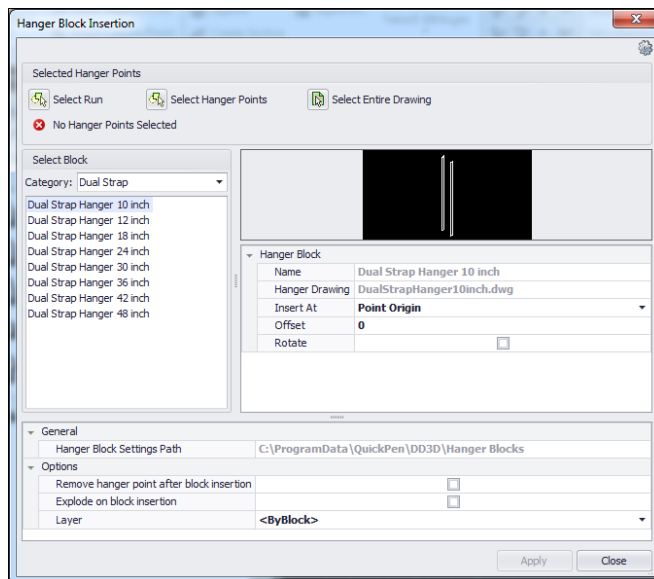 Hanger Block Insertion
Selected Hanger Points
Select Run
Select Hanger Points
Select Entire Drawing
No Hanger Points Selected
Select Block
Category: Dual Strap
Dual Strap Hanger 10 inch
Dual Strap Hanger 12 inch
Dual Strap Hanger 18 inch
Dual Strap Hanger 24 inch
Dual Strap Hanger 30 inch
Dual Strap Hanger 36 inch
Dual Strap Hanger 42 inch
Dual Strap Hanger 48 inch
Hanger Block
Name Dual Strap Hanger 10 inch
Hanger Drawing DualStrapHanger10inch.dwg
Insert At Point Origin
Offset 0
Rotate
General
Hanger Block Settings Path C:\ProgramData\QuickPen\DD3D\Hanger Blocks
Options
Remove hanger point after block insertion
Explode on block insertion
Layer <ByBlock>
Apply Close